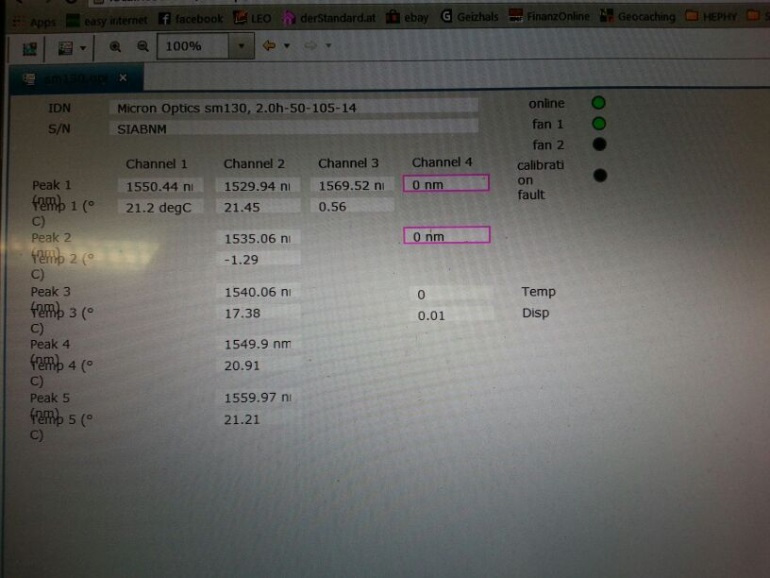 Apps easy internet facebook LEO derStandard.at ebay Geizhals FinanzOnline Geocaching HEPHY
100%
IDN Micron Optics sm130, 2.0h-50-105-14 online
S/N SIABNM fan 1
fan 2
Channel 1 Channel 2 Channel 3 Channel 4 calibrati
on
fault
Peak 1 (nm) 1550.44 n 1529.94 n 1569.52 n 0 nm
Temp 1 (° C) 21.2 degC 21.45 0.56
Peak 2 (nm) 1535.06 n 0 nm
Temp 2 (° C) -1.29
Peak 3 (nm) 1540.06 n 0 Temp
Temp 3 (° C) 17.38 0.01 Disp
Peak 4 (nm) 1549.9 nm
Temp 4 (° C) 20.91
Peak 5 (nm) 1559.97 n
Temp 5 (° C) 21.21